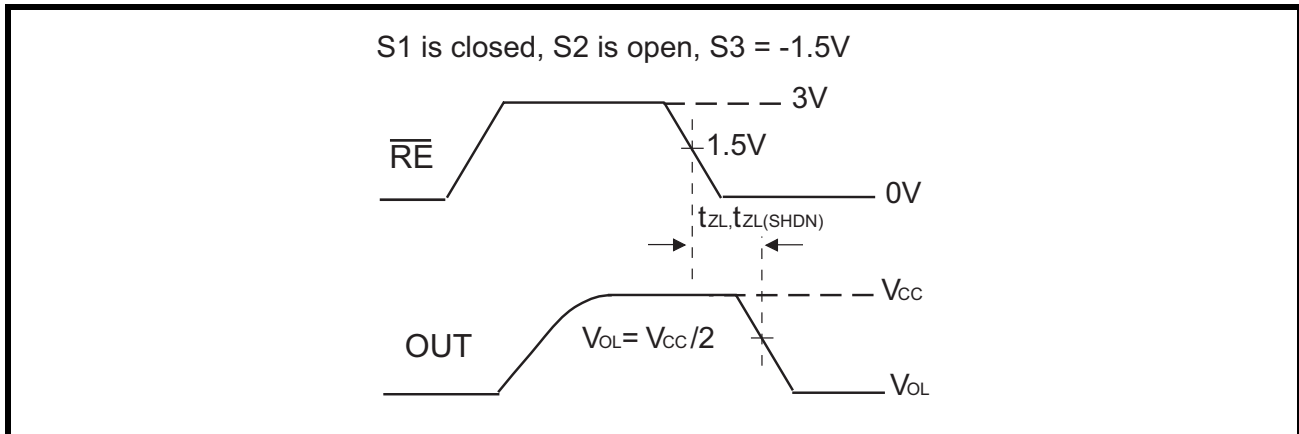 S1 is closed, S2 is open, S3 = -1.5V
3V
RE
1.5V
0V
tZL,tZL(SHDN)
VCC
OUT
VOL= VCC/2
VOL